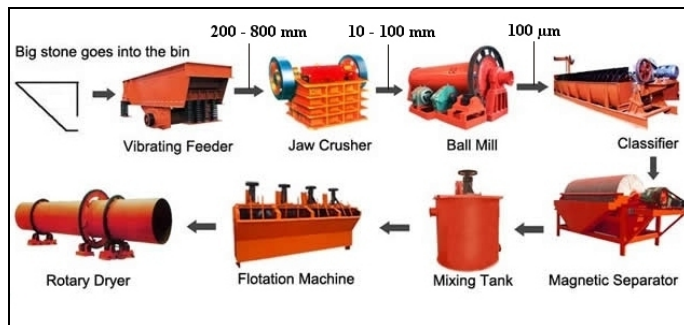 200 - 800 mm
10 - 100 mm
100 µm
Big stone goes into the bin
Vibrating Feeder
Jaw Crusher
Ball Mill
Classifier
Rotary Dryer
Flotation Machine
Mixing Tank
Magnetic Separator